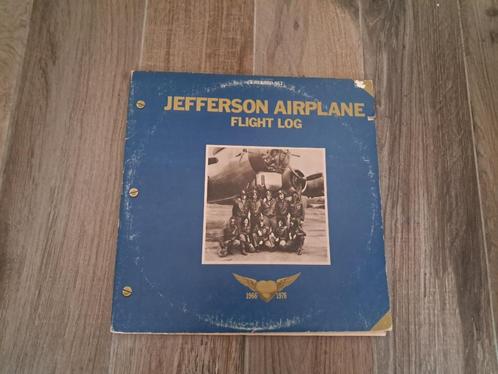 JEFFERSON AIRPLANE
FLIGHT LOG
1966 1976